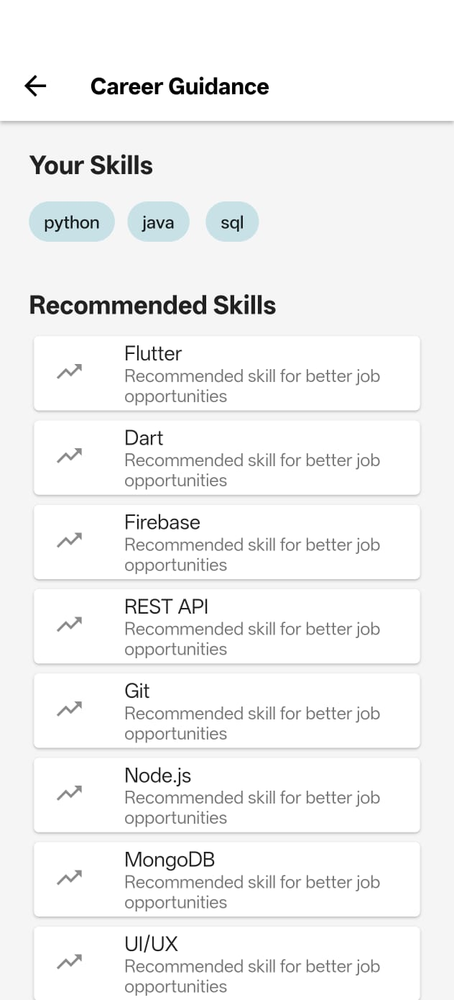 Career Guidance
Your Skills
python java sql
Recommended Skills
Flutter
Recommended skill for better job
opportunities
Dart
Recommended skill for better job
opportunities
Firebase
Recommended skill for better job
opportunities
REST API
Recommended skill for better job
opportunities
Git
Recommended skill for better job
opportunities
Node.js
Recommended skill for better job
opportunities
MongoDB
Recommended skill for better job
opportunities
UI/UX
Recommended skill for better job
opportunities